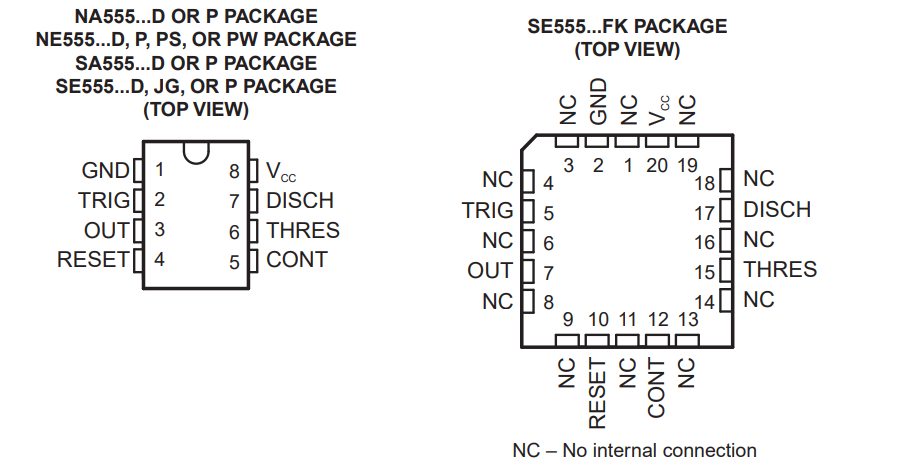 NA555...D OR P PACKAGE
NE555...D, P, PS, OR PW PACKAGE
SA555...D OR P PACKAGE
SE555...D, JG, OR P PACKAGE
(TOP VIEW)
GND 1 8 VCC
TRIG 2 7 DISCH
OUT 3 6 THRES
RESET 4 5 CONT
SE555...FK PACKAGE
(TOP VIEW)
NC GND NC VCC NC
3 2 1 20 19
NC 4 18 NC
TRIG 5 17 DISCH
NC 6 16 NC
OUT 7 15 THRES
NC 8 14 NC
9 10 11 12 13
NC RESET NC CONT NC
NC – No internal connection